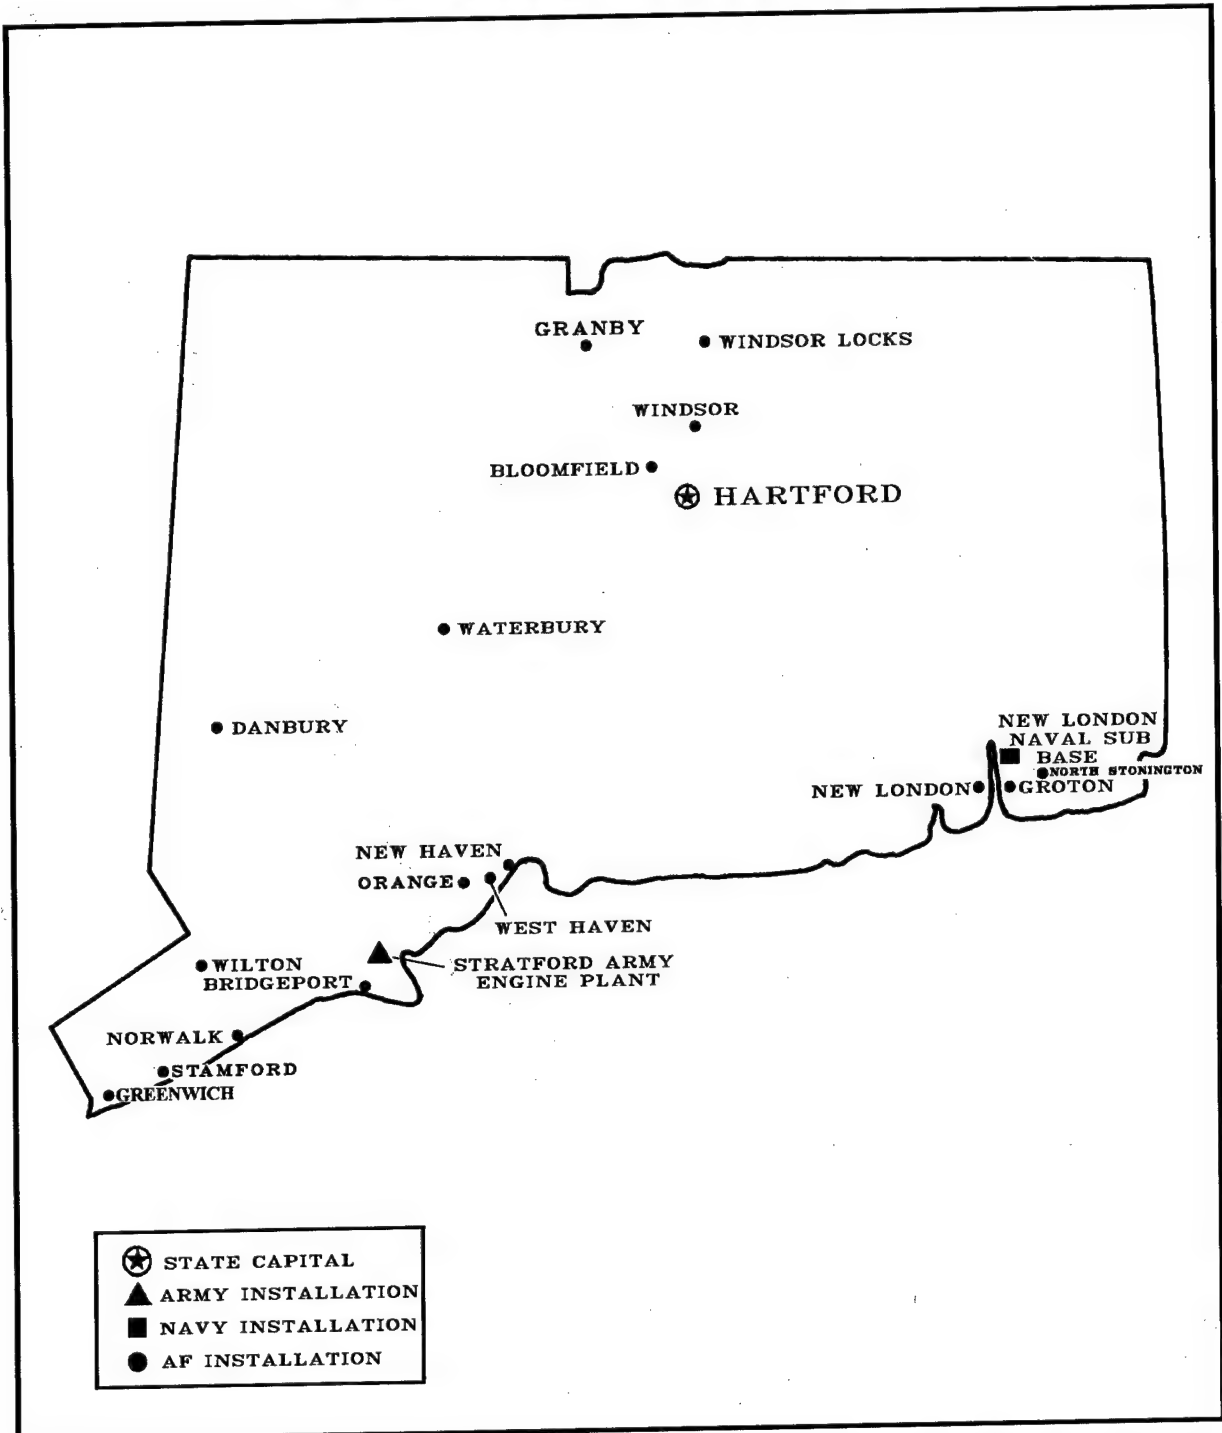 GRANBY
WINDSOR LOCKS
WINDSOR
BLOOMFIELD
HARTFORD
WATERBURY
DANBURY
NEW LONDON
NAVAL SUB
BASE
NORTH STONINGTON
NEW LONDON
GROTON
NEW HAVEN
ORANGE
WEST HAVEN
STRATFORD ARMY
ENGINE PLANT
WILTON
BRIDGEPORT
NORWALK
STAMFORD
GREENWICH
STATE CAPITAL
ARMY INSTALLATION
NAVY INSTALLATION
AF INSTALLATION